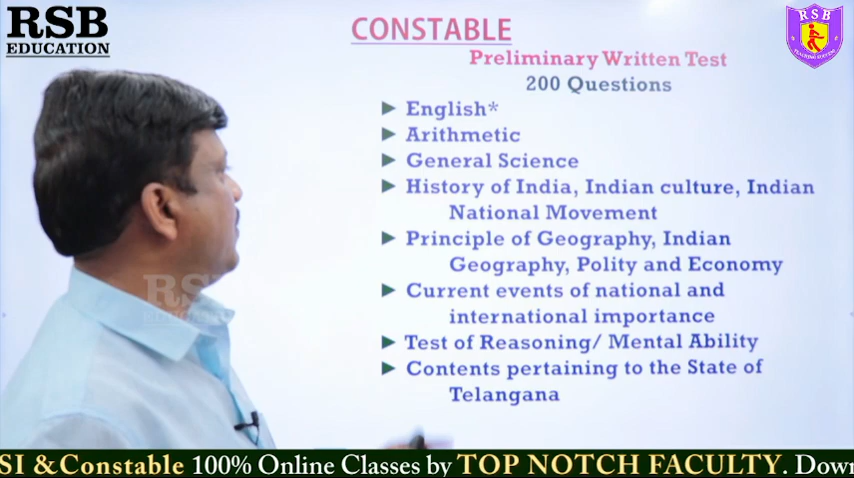 RSB
EDUCATION
RSB
CONSTABLE
Preliminary Written Test
200 Questions
► English*
► Arithmetic
► General Science
► History of India, Indian culture, Indian
National Movement
► Principle of Geography, Indian
Geography, Polity and Economy
► Current events of national and
international importance
► Test of Reasoning/ Mental Ability
► Contents pertaining to the State of
Telangana
RSB
SI & Constable 100% Online Classes by TOP NOTCH FACULTY. Dow